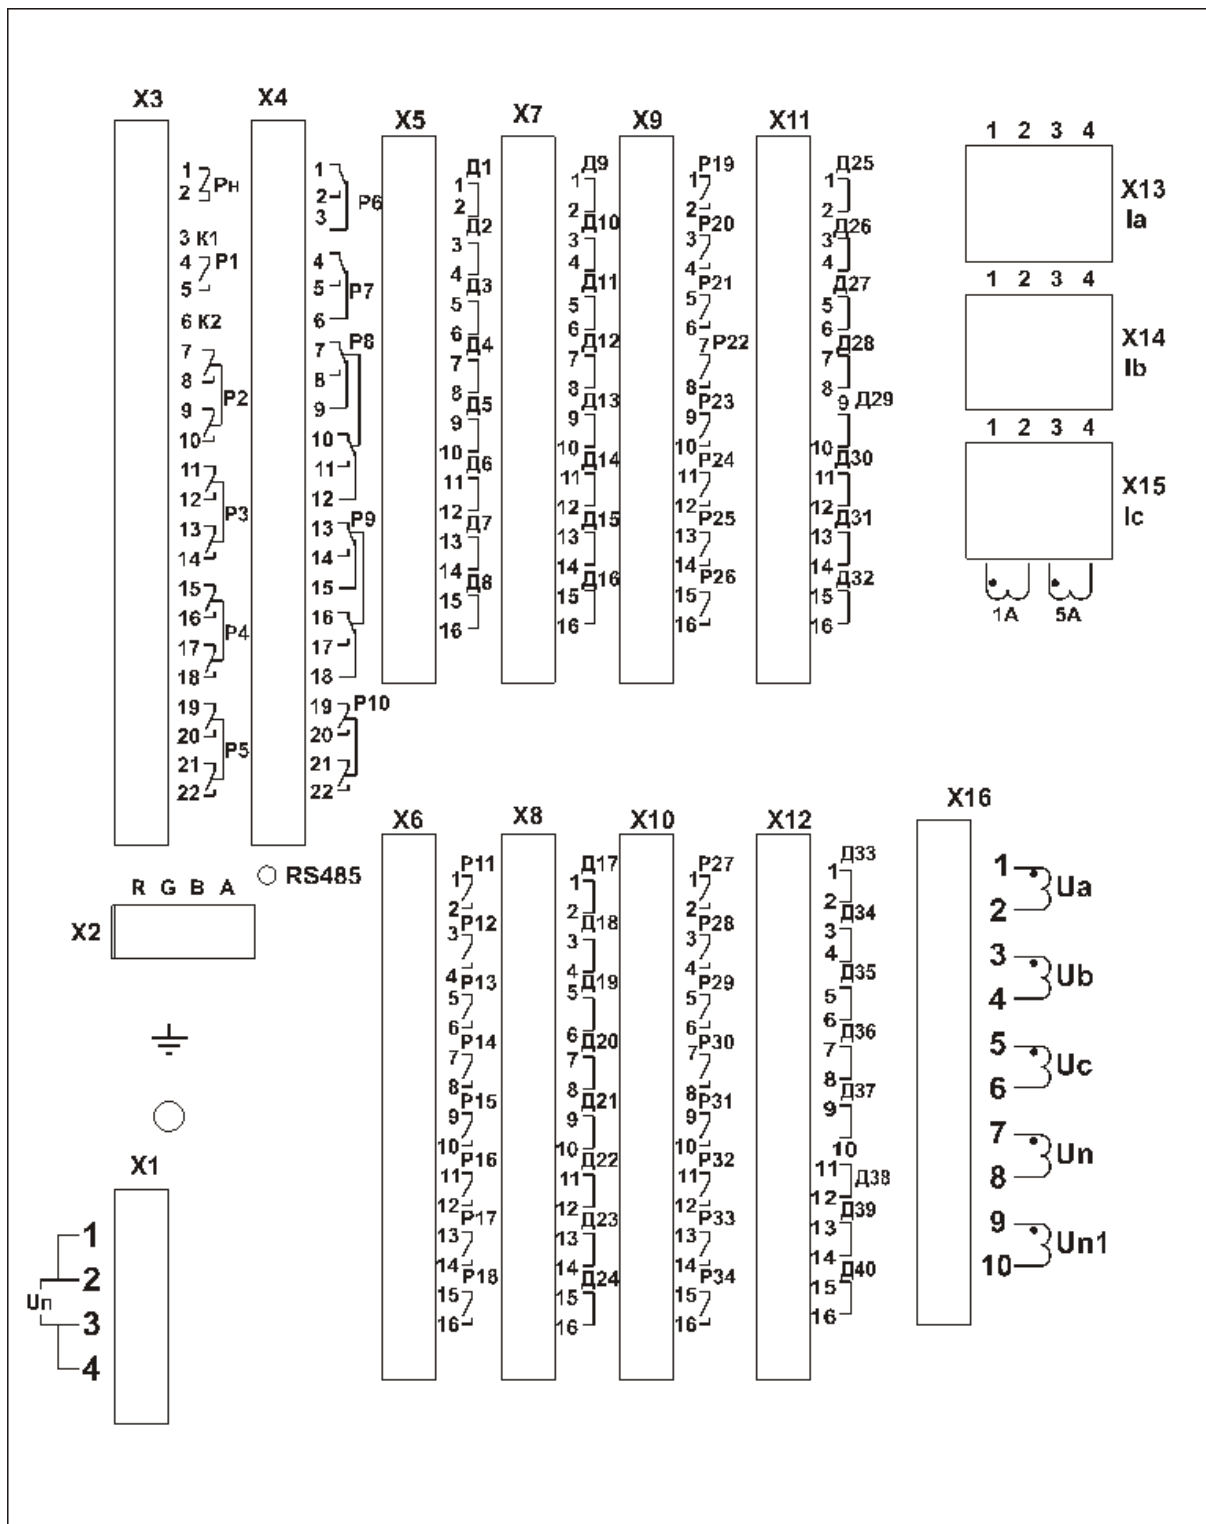 X3
1
2 Рн
3 К1
4 Р1
5
6 К2
7
8
Р2
9
10
11
12
Р3
13
14
15
16
Р4
17
18
19
20
Р5
21
22
X4
1
2
Р6
3
4
5 Р7
6
7 Р8
8
9
10
11
12
13 Р9
14
15
16
17
18
19 Р10
20
21
22
X5
Д1
1
2
Д2
3
4
Д3
5
6
Д4
7
8
Д5
9
10
Д6
11
12
Д7
13
14
Д8
15
16
X7
Д9
1
2
Д10
3
4
Д11
5
6
Д12
7
8
Д13
9
10
Д14
11
12
Д15
13
14
Д16
15
16
X9
Р19
1
2
Р20
3
4
Р21
5
6
7 Р22
8
Р23
9
10
Р24
11
12
Р25
13
14
Р26
15
16
X11
Д25
1
2
Д26
3
4
Д27
5
6
Д28
7
8
9 Д29
10
Д30
11
12
Д31
13
14
Д32
15
16
1 2 3 4
X13
Ia
1 2 3 4
X14
Ib
1 2 3 4
X15
Ic
1А 5А
RS485
R G B A
X2
X1
1
2
Uп
3
4
X6
Р11
1
2
Р12
3
4 Р13
5
6
Р14
7
8
Р15
9
10
Р16
11
12
Р17
13
14
Р18
15
16
X8
Д17
1
2
Д18
3
4
Д19
5
6
Д20
7
8
Д21
9
10
Д22
11
12
Д23
13
14
Д24
15
16
X10
Р27
1
2
Р28
3
4
Р29
5
6
Р30
7
8 Р31
9
10
Р32
11
12
Р33
13
14
Р34
15
16
X12
Д33
1
2
Д34
3
4
Д35
5
6
Д36
7
8
Д37
9
10
11
Д38
12
Д39
13
14
Д40
15
16
X16
1
Ua
2
3
Ub
4
5
Uc
6
7
Un
8
9
Un1
10